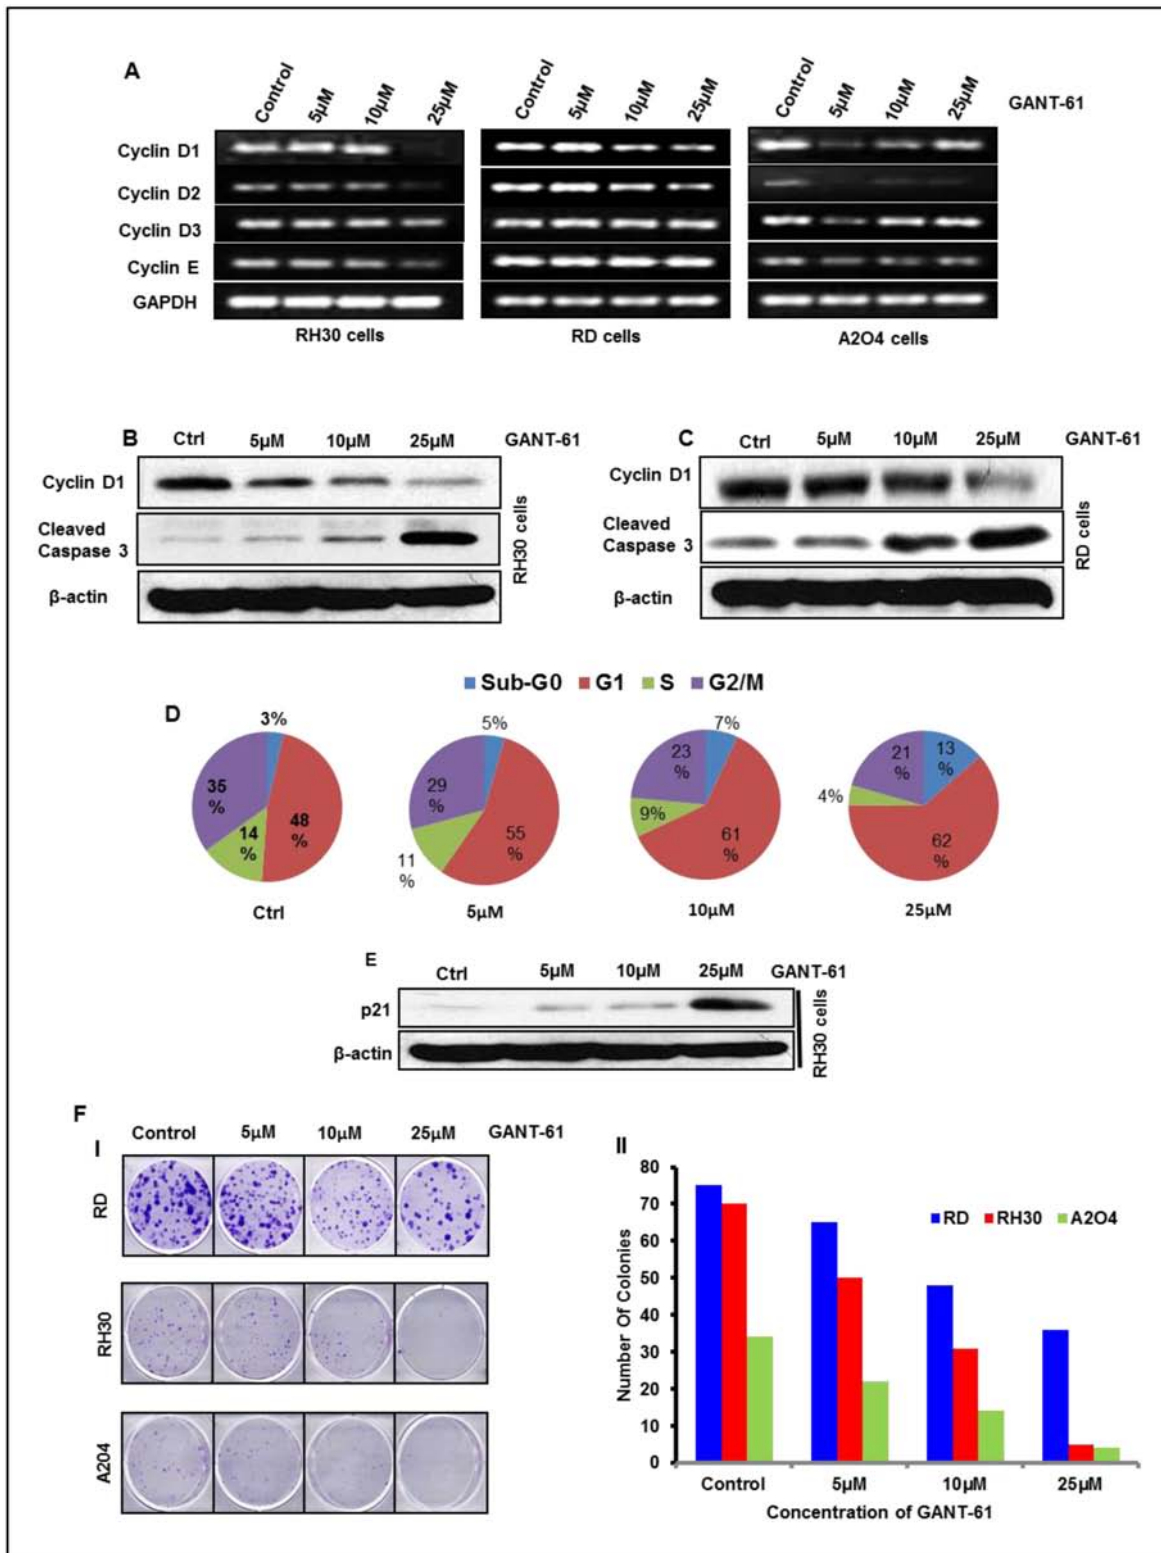 A
Control 5µM 10µM 25µM Control 5µM 10µM 25µM Control 5µM 10µM 25µM GANT-61
Cyclin D1
Cyclin D2
Cyclin D3
Cyclin E
GAPDH
RH30 cells RD cells A2O4 cells
B Ctrl 5µM 10µM 25µM GANT-61
Cyclin D1
Cleaved
Caspase 3
β-actin
RH30 cells
C Ctrl 5µM 10µM 25µM GANT-61
Cyclin D1
Cleaved
Caspase 3
β-actin
RD cells
Sub-G0 G1 S G2/M
D
3%
35
%
14
%
48
%
Ctrl
5%
29
%
11
%
55
%
5µM
7%
23
%
9%
61
%
10µM
21
%
13
%
4%
62
%
25µM
E
Ctrl 5µM 10µM 25µM GANT-61
p21
β-actin
RH30 cells
F
I
Control 5µM 10µM 25µM GANT-61
RD
RH30
A204
II
Number Of Colonies
80
70
60
50
40
30
20
10
0
RD RH30 A2O4
Control 5µM 10µM 25µM
Concentration of GANT-61